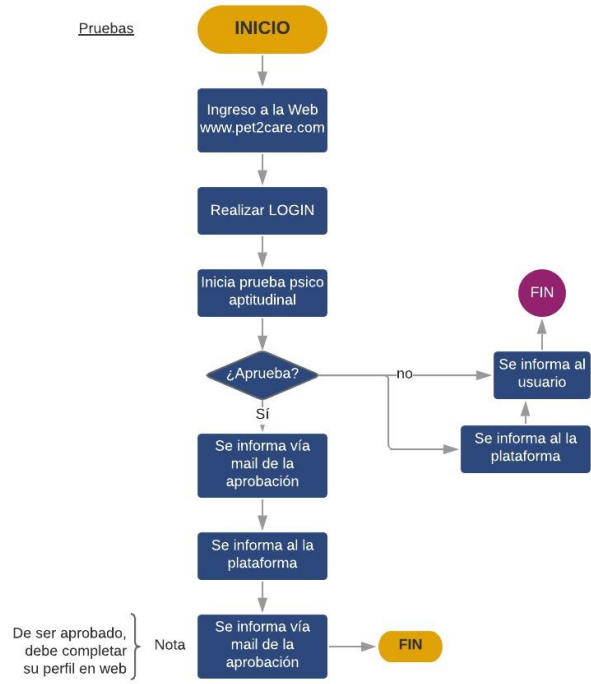 Pruebas
INICIO
Ingreso a la Web
www.pet2care.com
Realizar LOGIN
Inicia prueba psico
aptitudinal
FIN
¿Aprueba?
no
Se informa al
usuario
Sí
Se informa vía
mail de la
aprobación
Se informa al la
plataforma
Se informa al la
plataforma
De ser aprobado,
debe completar
su perfil en web
Nota
Se informa vía
mail de la
aprobación
FIN